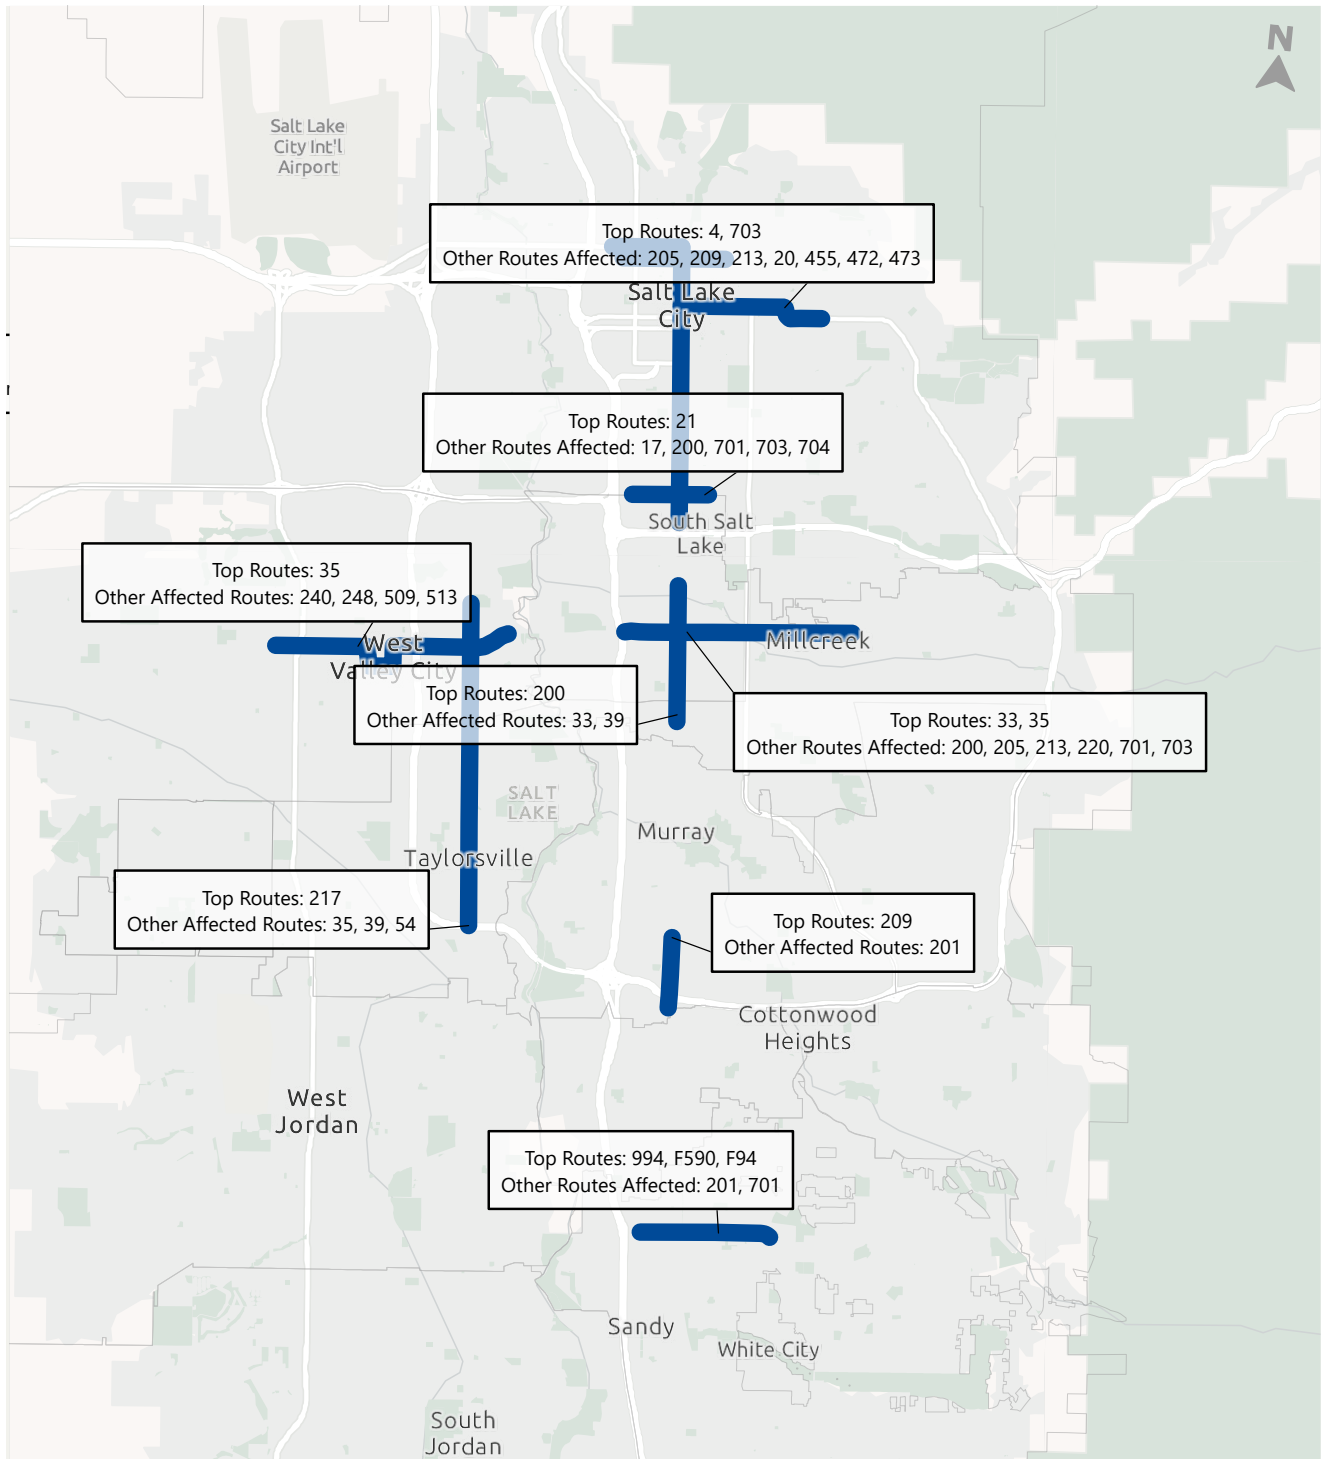 N
Salt Lake
City Int'l
Airport
Top Routes: 4, 703
Other Routes Affected: 205, 209, 213, 20, 455, 472, 473
Salt Lake
City
Top Routes: 21
Other Routes Affected: 17, 200, 701, 703, 704
South Salt
Lake
Top Routes: 35
Other Affected Routes: 240, 248, 509, 513
West
Valley City
Millcreek
Top Routes: 200
Other Affected Routes: 33, 39
Top Routes: 33, 35
Other Routes Affected: 200, 205, 213, 220, 701, 703
SALT
LAKE
Murray
Taylorsville
Top Routes: 217
Other Affected Routes: 35, 39, 54
Top Routes: 209
Other Affected Routes: 201
Cottonwood
Heights
West
Jordan
Top Routes: 994, F590, F94
Other Routes Affected: 201, 701
Sandy
White City
South
Jordan